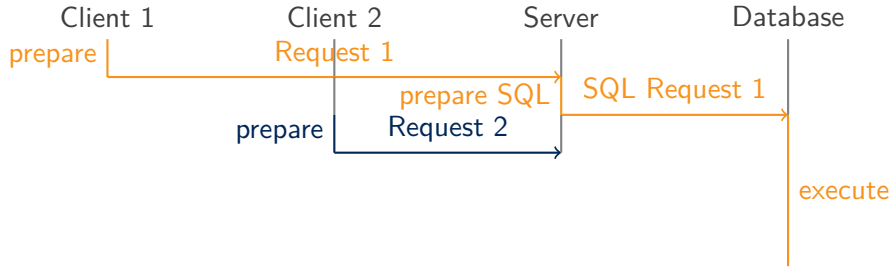 Client 1
Client 2
Server
Database
prepare
Request 1
prepare SQL
SQL Request 1
prepare
Request 2
execute